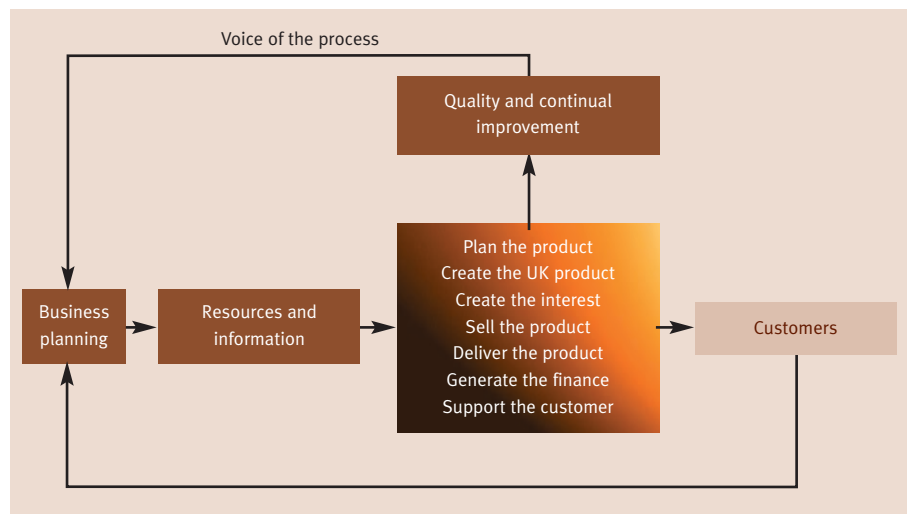 Voice of the process
Quality and continual
improvement
Plan the product
Create the UK product
Create the interest
Sell the product
Deliver the product
Generate the finance
Support the customer
Business
planning
Resources and
information
Customers